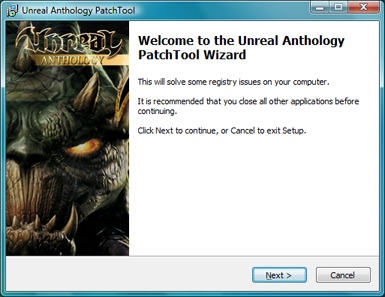 Unreal Anthology PatchTool
UnreaL
ANTHOLOGY
Welcome to the Unreal Anthology
PatchTool Wizard
This will solve some registry issues on your computer.
It is recommended that you close all other applications before
continuing.
Click Next to continue, or Cancel to exit Setup.
Next >
Cancel